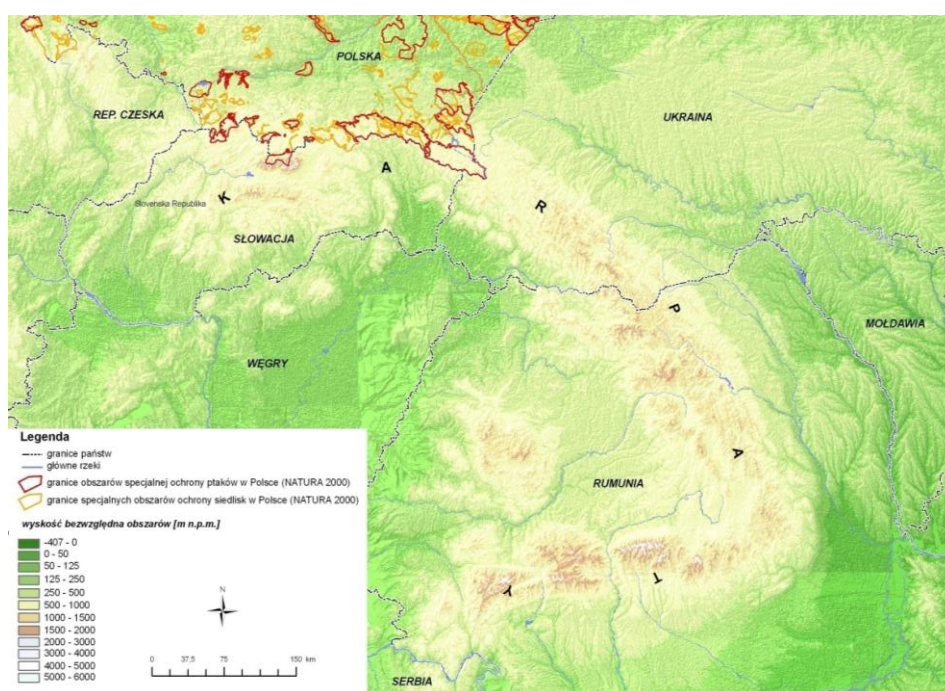 POLSKA
REP. CZESKA
UKRAINA
K
A
R
P
A
T
Y
Slovenska Republika
SŁOWACJA
MOŁDAWIA
WĘGRY
RUMUNIA
SERBIA
Legenda
granice państw
główne rzeki
granice obszarów specjalnej ochrony ptaków w Polsce (NATURA 2000)
granice specjalnych obszarów ochrony siedlisk w Polsce (NATURA 2000)
wyskość bezwzględna obszarów [m n.p.m.]
-407 - 0
0 - 50
50 - 125
125 - 250
250 - 500
500 - 1000
1000 - 1500
1500 - 2000
2000 - 3000
3000 - 4000
4000 - 5000
5000 - 6000
N
0 37,5 75 150 km